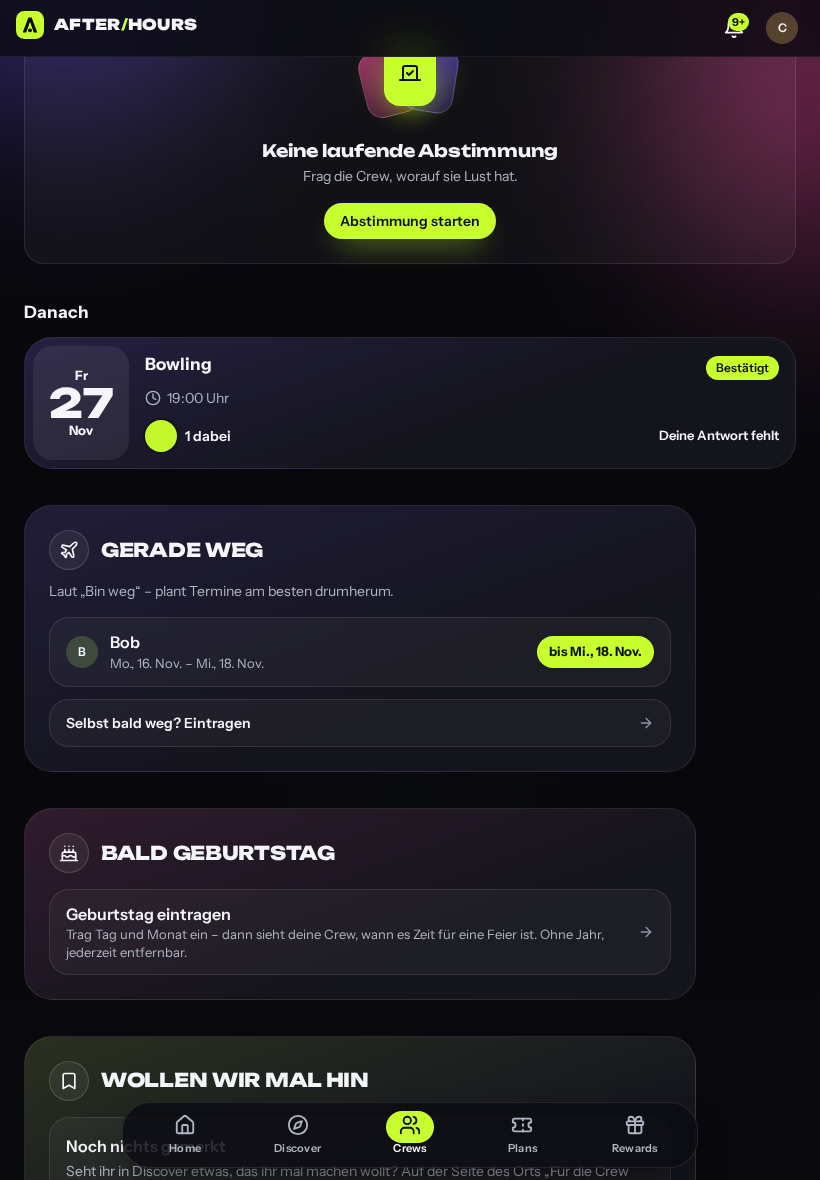 AFTER/HOURS
9+
C
Keine laufende Abstimmung
Frag die Crew, worauf sie Lust hat.
Abstimmung starten
Danach
Fr
27
Nov
Bowling
Bestätigt
19:00 Uhr
1 dabei
Deine Antwort fehlt
GERADE WEG
Laut „Bin weg“ – plant Termine am besten drumherum.
B
Bob
Mo., 16. Nov. – Mi., 18. Nov.
bis Mi., 18. Nov.
Selbst bald weg? Eintragen
BALD GEBURTSTAG
Geburtstag eintragen
Trag Tag und Monat ein – dann sieht deine Crew, wann es Zeit für eine Feier ist. Ohne Jahr,
jederzeit entfernbar.
WOLLEN WIR MAL HIN
Noch nichts gemerkt
Seht ihr in Discover etwas, das ihr mal machen wollt? Auf der Seite des Orts „Für die Crew
Home
Discover
Crews
Plans
Rewards